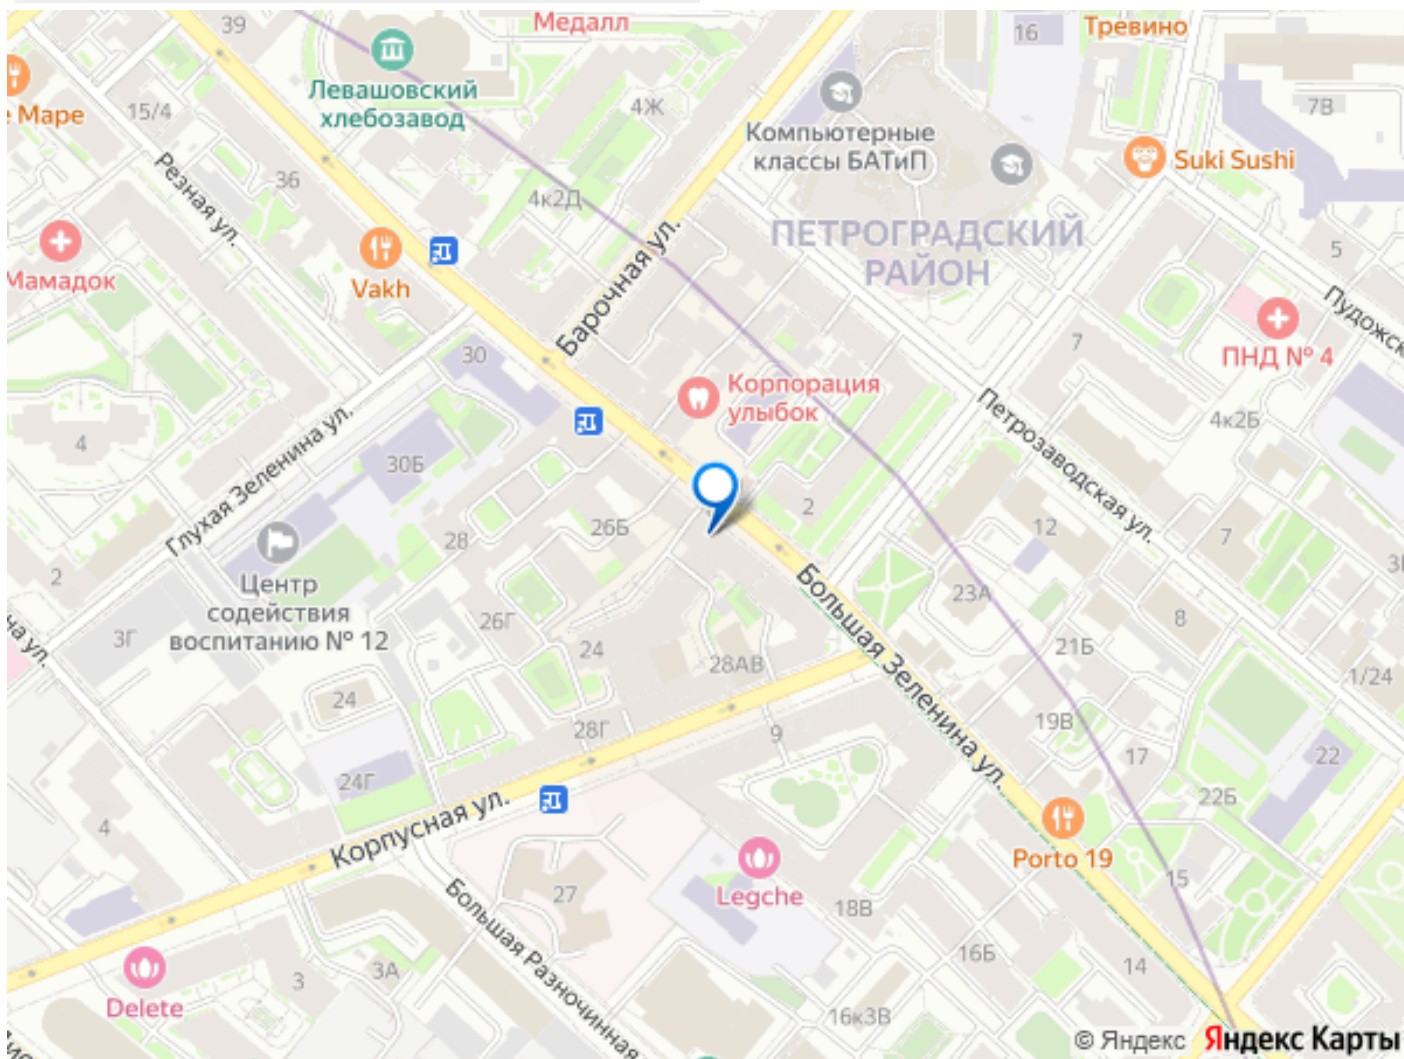 39
Медалл
16
Тревино
Левашовский
хлебозавод
4Ж
7В
е Маре
15/4
Компьютерные
классы БАТиП
Suki Sushi
Резная ул.
36
4к2Д
ПЕТРОГРАДСКИЙ
РАЙОН
5
Мамадок
Vakh
Барочная ул.
Пудожск
ПНД № 4
7
30
Корпорация
улыбок
4к2Б
4
Глухая Зеленина ул.
30Б
Петрозаводская ул.
2
26Б
28
12
7
Центр
содействия
воспитанию № 12
2
Большая Зеленина ул.
23А
8
на ул.
3Г
26Г
24
28АВ
21Б
1/24
24
28Г
9
19В
17
22
24Г
22Б
4
Корпусная ул.
Porto 19
Legche
15
27
18В
Большая Разночинная
16Б
14
3
3А
Delete
16к3В
© Яндекс Яндекс Карты